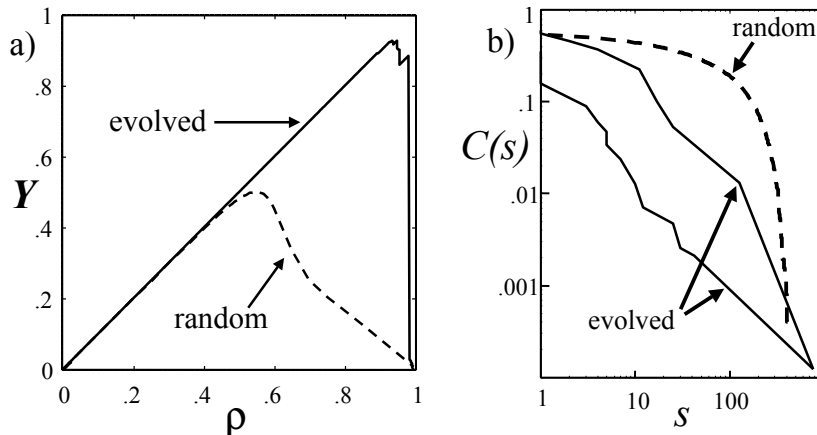 a)
1
.8
.6
.4
.2
0
Y
evolved
random
0
.2
.4
.6
.8
1
ρ
b)
1
.1
.01
.001
C(s)
random
evolved
1
10
100
s